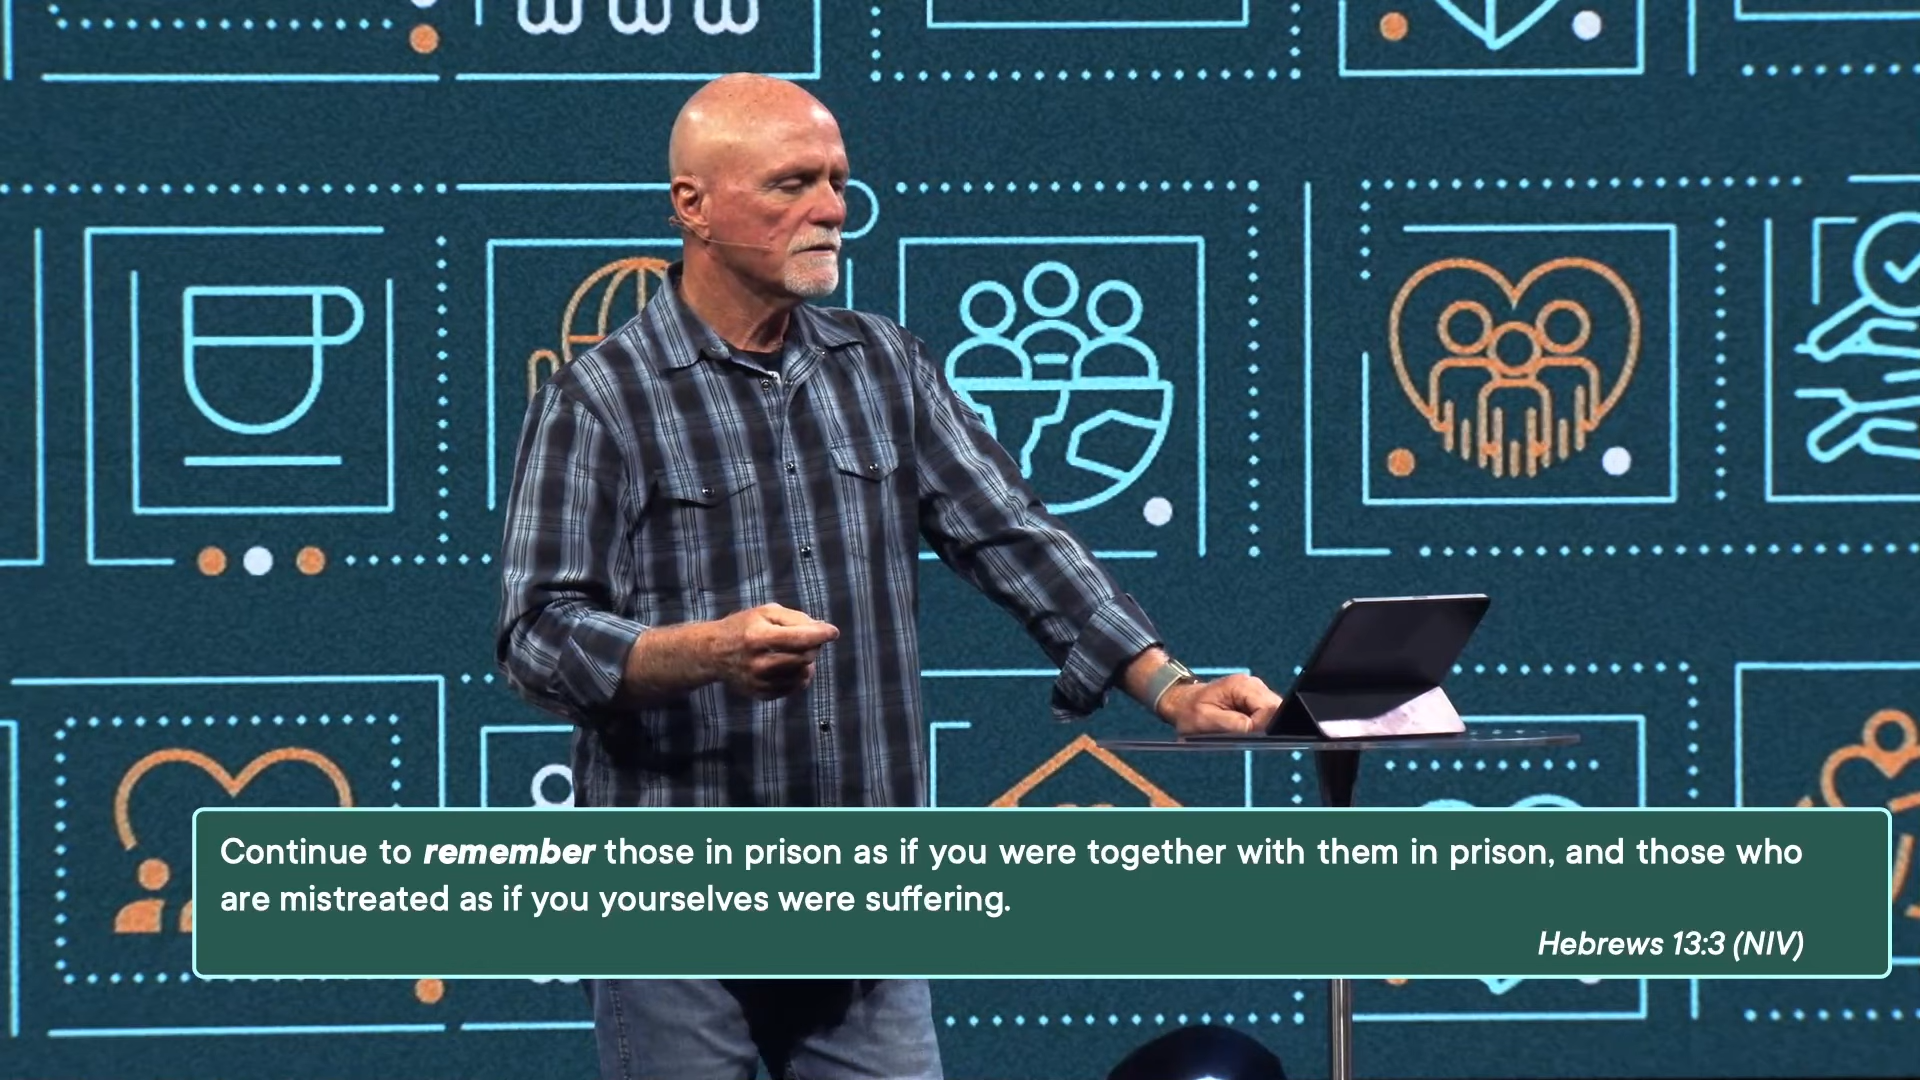 Continue to remember those in prison as if you were together with them in prison, and those who
are mistreated as if you yourselves were suffering.
Hebrews 13:3 (NIV)